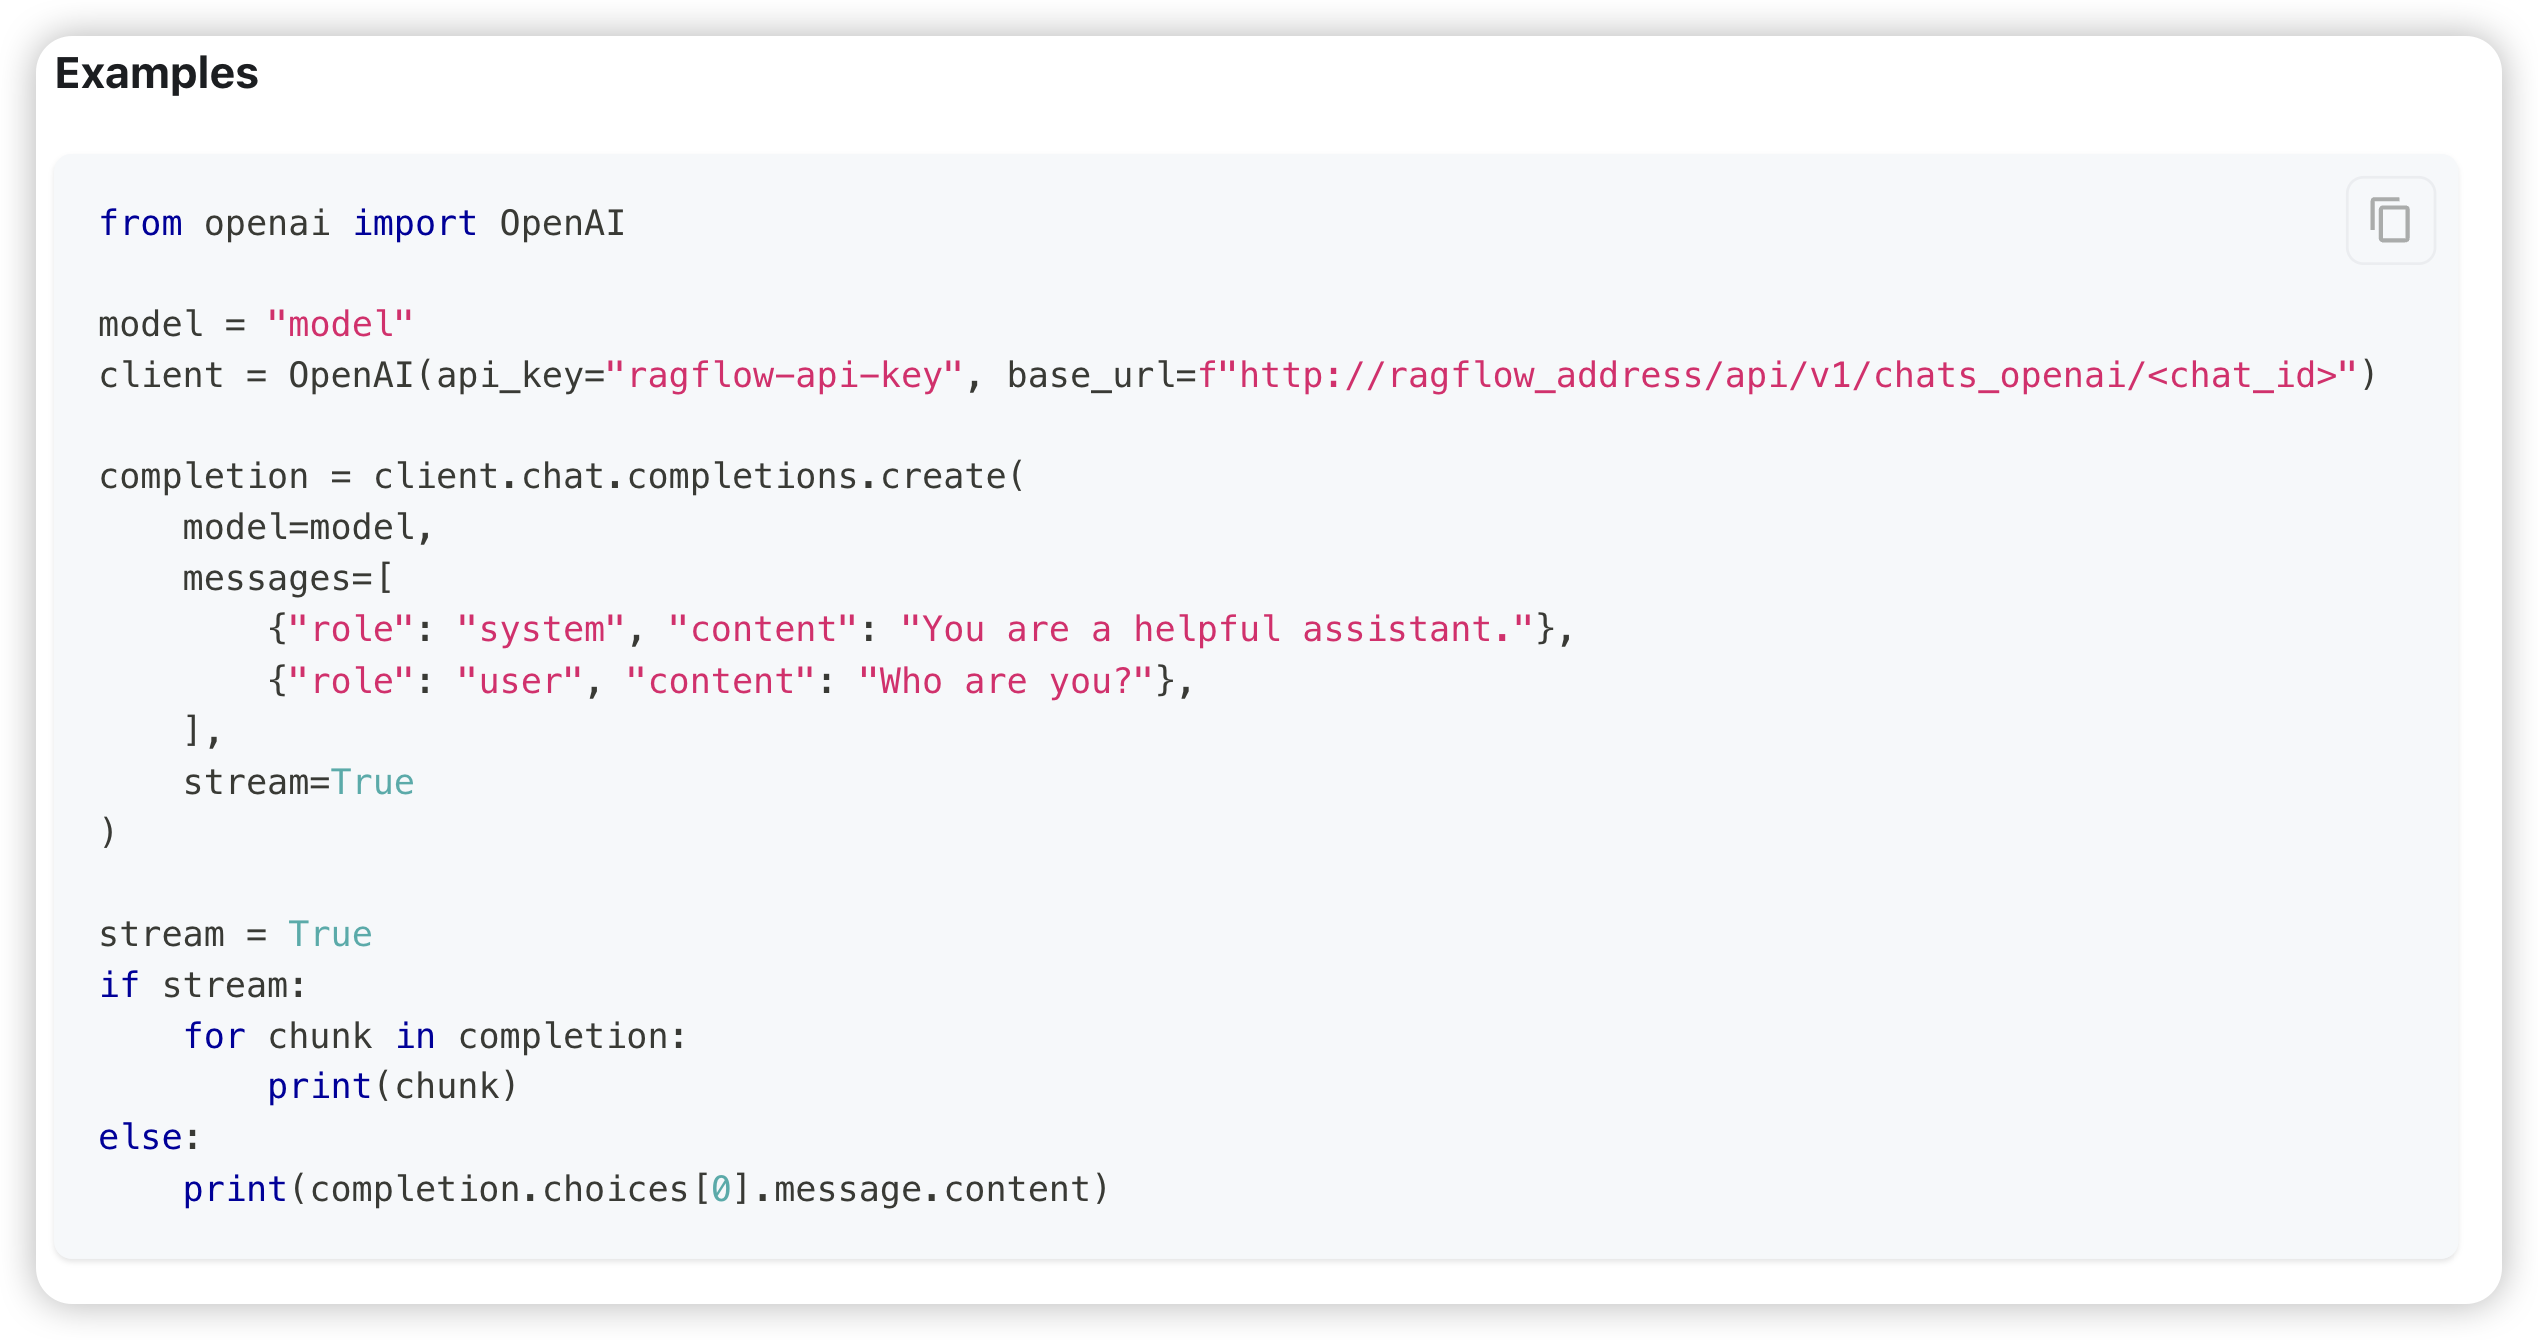 Examples
from openai import OpenAI
model = "model"
client = OpenAI(api_key="ragflow-api-key", base_url=f"http://ragflow_address/api/v1/chats_openai/<chat_id>")
completion = client.chat.completions.create(
    model=model,
    messages=[
        {"role": "system", "content": "You are a helpful assistant."},
        {"role": "user", "content": "Who are you?"},
    ],
    stream=True
)
stream = True
if stream:
    for chunk in completion:
        print(chunk)
else:
    print(completion.choices[0].message.content)